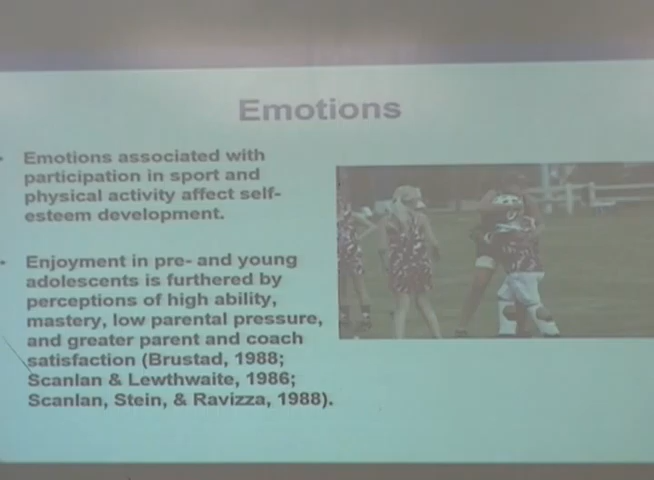 Emotions
• Emotions associated with
participation in sport and
physical activity affect self-
esteem development.
• Enjoyment in pre- and young
adolescents is furthered by
perceptions of high ability,
mastery, low parental pressure,
and greater parent and coach
satisfaction (Brustad, 1988;
Scanlan & Lewthwaite, 1986;
Scanlan, Stein, & Ravizza, 1988).